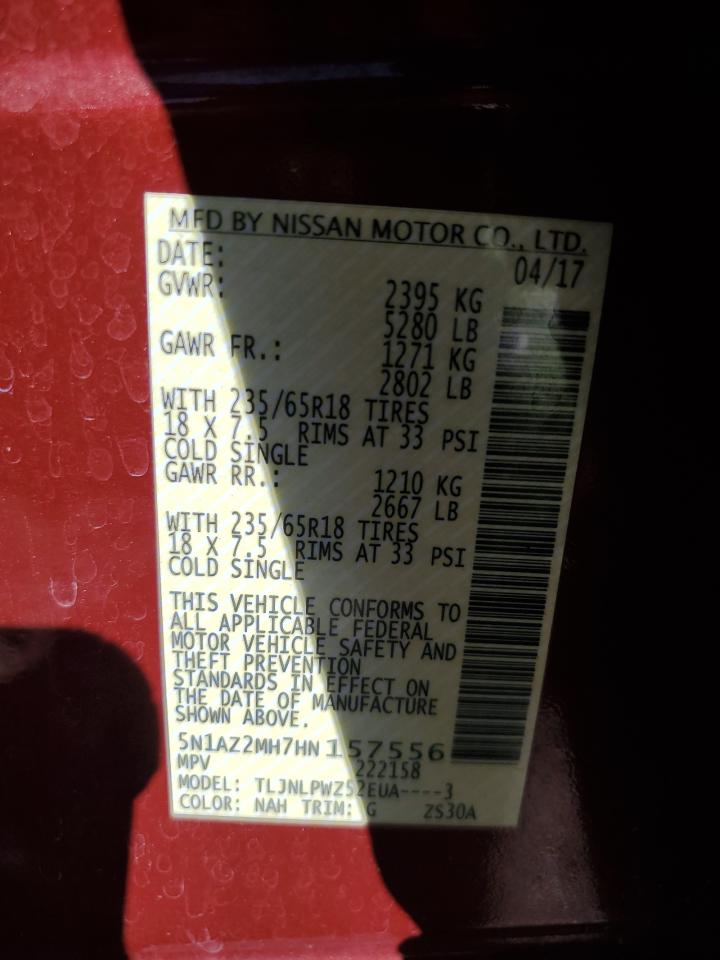 MFD BY NISSAN MOTOR CO., LTD.
DATE: 04/17
GVWR: 2395 KG
5280 LB
GAWR FR.: 1271 KG
2802 LB
WITH 235/65R18 TIRES
18 X 7.5 RIMS AT 33 PSI
COLD SINGLE
GAWR RR.: 1210 KG
2667 LB
WITH 235/65R18 TIRES
18 X 7.5 RIMS AT 33 PSI
COLD SINGLE
THIS VEHICLE CONFORMS TO
ALL APPLICABLE FEDERAL
MOTOR VEHICLE SAFETY AND
THEFT PREVENTION
STANDARDS IN EFFECT ON
THE DATE OF MANUFACTURE
SHOWN ABOVE.
5N1AZ2MH7HN157556
MPV 222158
MODEL: TLJNLPWZ52EUA----3
COLOR: NAH TRIM: G ZS30A